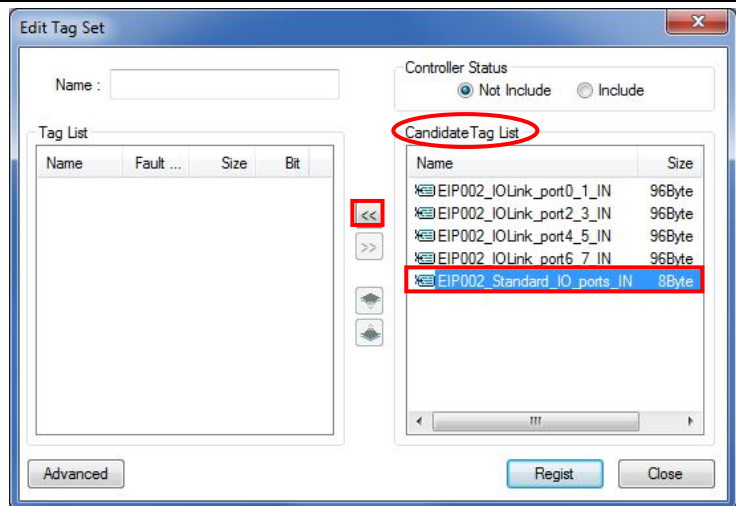 Edit Tag Set
x
Name :
Controller Status
Not Include Include
Tag List
Name Fault ... Size Bit
<<
>>
CandidateTag List
Name Size
EIP002_IOLink_port0_1_IN 96Byte
EIP002_IOLink_port2_3_IN 96Byte
EIP002_IOLink_port4_5_IN 96Byte
EIP002_IOLink_port6_7_IN 96Byte
EIP002_Standard_IO_ports_IN 8Byte
Advanced
Regist Close